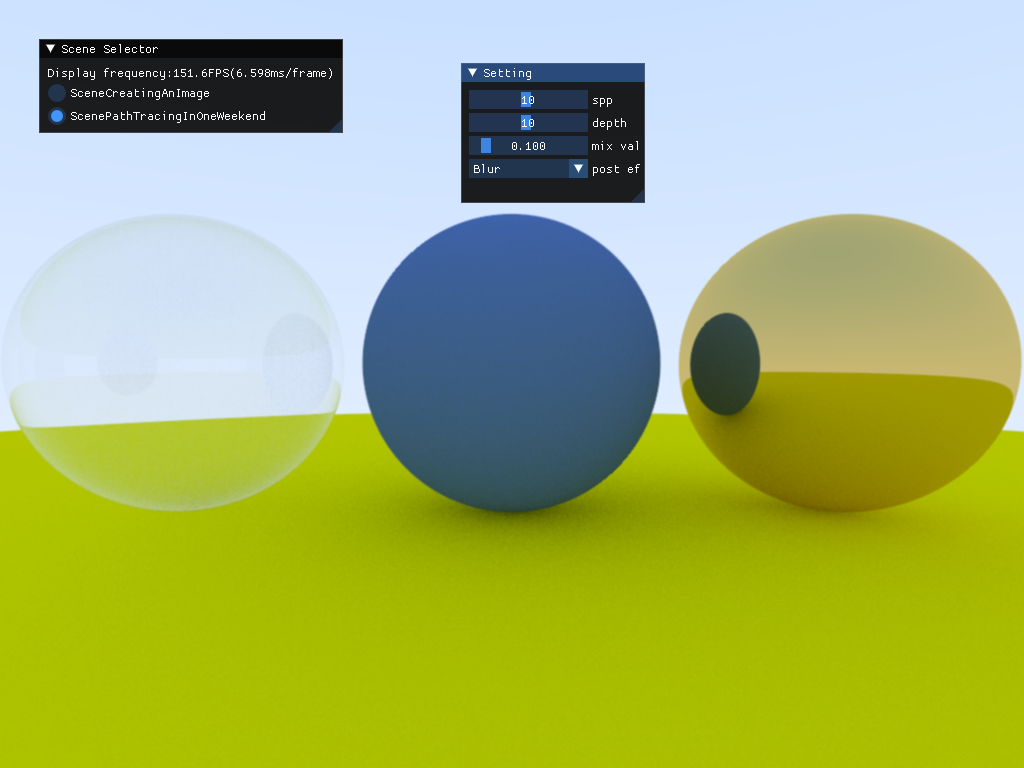 Scene Selector
Display frequency:151.6FPS(6.598ms/frame)
SceneCreatingAnImage
ScenePathTracingInOneWeekend
Setting
10 spp
10 depth
0.100 mix val
Blur post ef